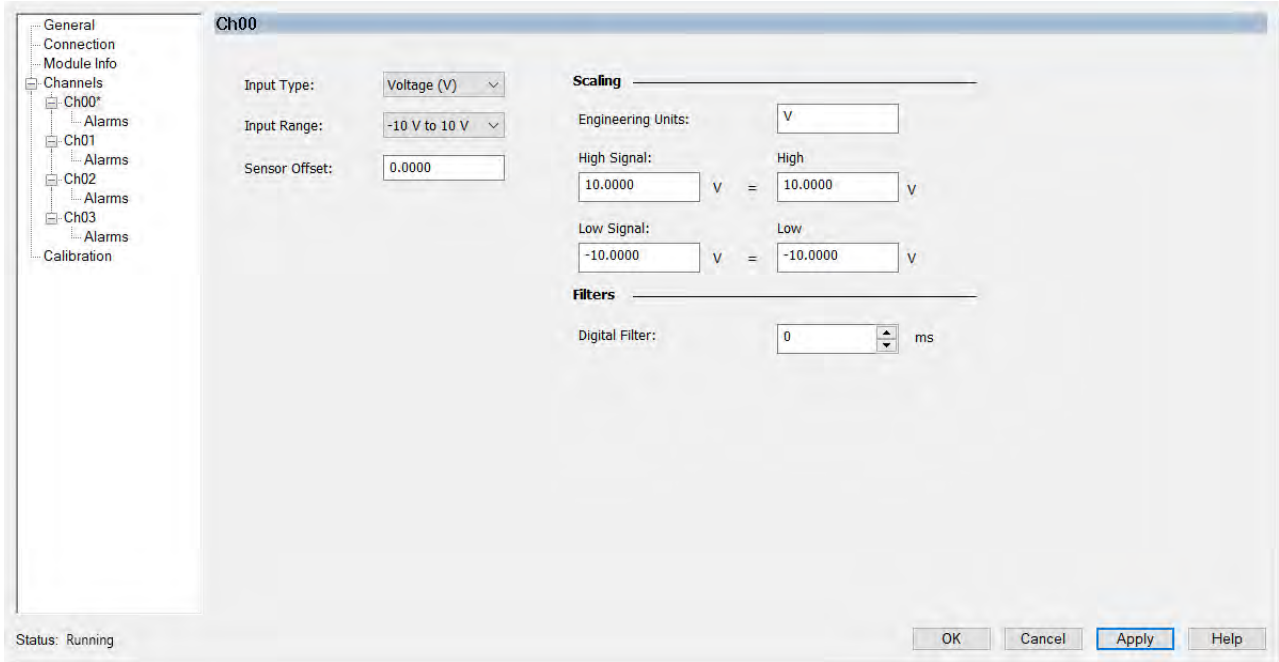 Ch00
General
Connection
Module Info
Channels
Ch00*
Alarms
Ch01
Alarms
Ch02
Alarms
Ch03
Alarms
Calibration
Input Type: Voltage (V)
Input Range: -10 V to 10 V
Sensor Offset: 0.0000
Scaling
Engineering Units: V
High Signal: High
10.0000 V = 10.0000 V
Low Signal: Low
-10.0000 V = -10.0000 V
Filters
Digital Filter: 0 ms
Status: Running OK Cancel Apply Help